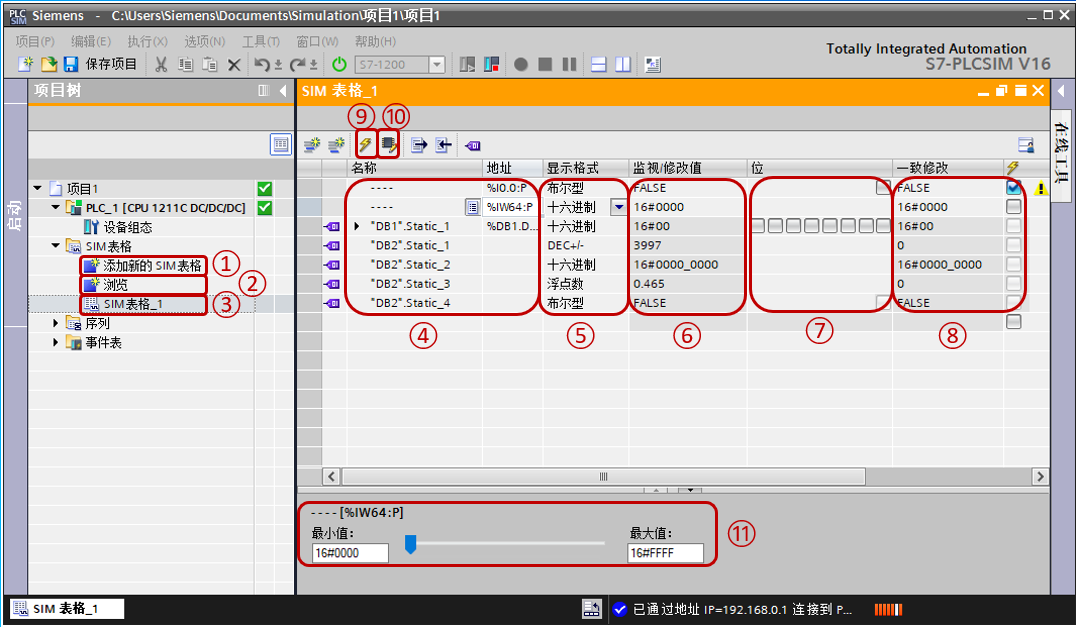 PLC SIM Siemens - C:\Users\Siemens\Documents\Simulation\项目1\项目1
项目(P) 编辑(E) 执行(X) 选项(N) 工具(T) 窗口(W) 帮助(H)
Totally Integrated Automation
S7-PLCSIM V16
保存项目 S7-1200
项目树
SIM 表格_1
⑨ ⑩
启动
在线工具
名称 地址 显示格式 监视/修改值 位 一致修改
---- %I0.0:P 布尔型 FALSE FALSE
---- %IW64:P 十六进制 16#0000 16#0000
"DB1".Static_1 %DB1.D... 十六进制 16#00 16#00
"DB2".Static_1 DEC+/- 3997 0
"DB2".Static_2 十六进制 16#0000_0000 16#0000_0000
"DB2".Static_3 浮点数 0.465 0
"DB2".Static_4 布尔型 FALSE FALSE
④ ⑤ ⑥ ⑦ ⑧
项目1
PLC_1 [CPU 1211C DC/DC/DC]
设备组态
SIM表格
添加新的 SIM表格 ①
浏览 ②
SIM表格_1 ③
序列
事件表
----[%IW64:P]
最小值: 最大值:
16#0000 16#FFFF
⑪
SIM 表格_1
已通过地址 IP=192.168.0.1 连接到 P...